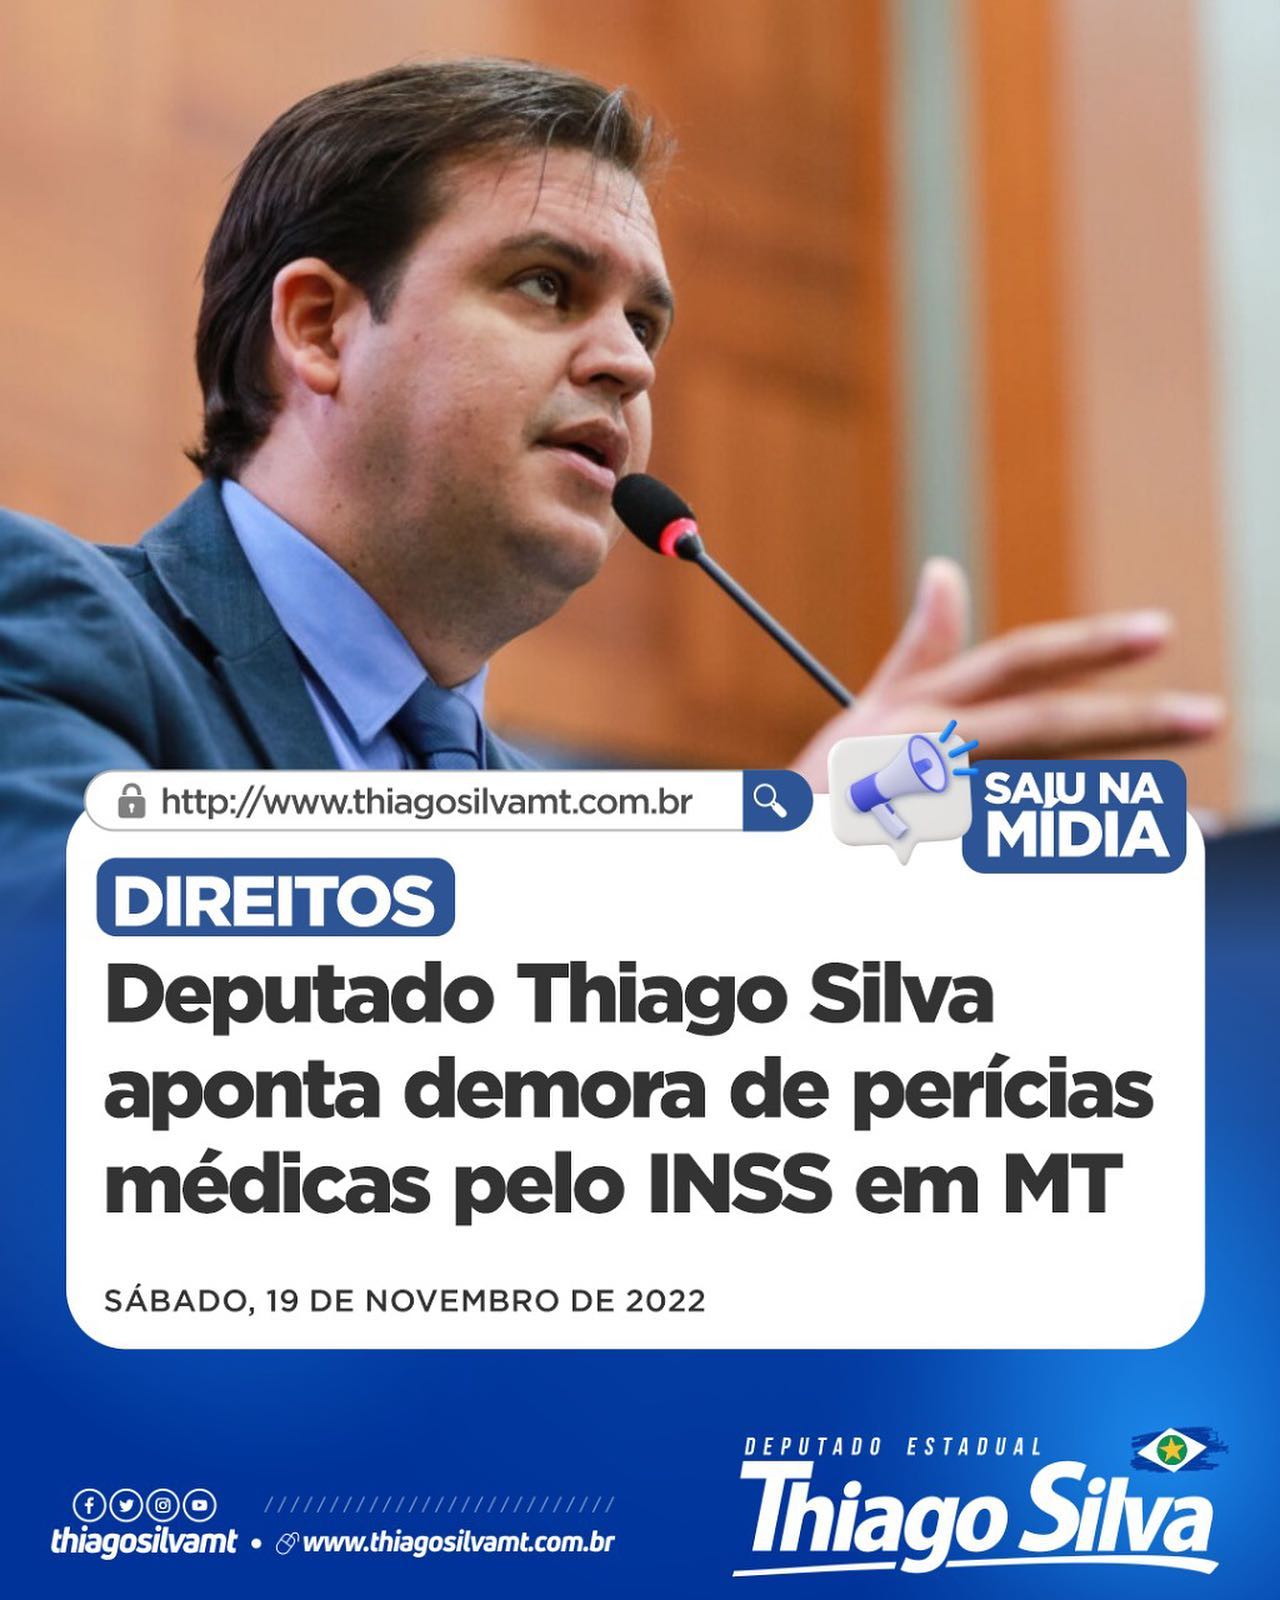 http://www.thiagosilvamt.com.br
SAIU NA
MÍDIA
DIREITOS
Deputado Thiago Silva
aponta demora de perícias
médicas pelo INSS em MT
SÁBADO, 19 DE NOVEMBRO DE 2022
DEPUTADO ESTADUAL
Thiago Silva
thiagosilvamt • www.thiagosilvamt.com.br